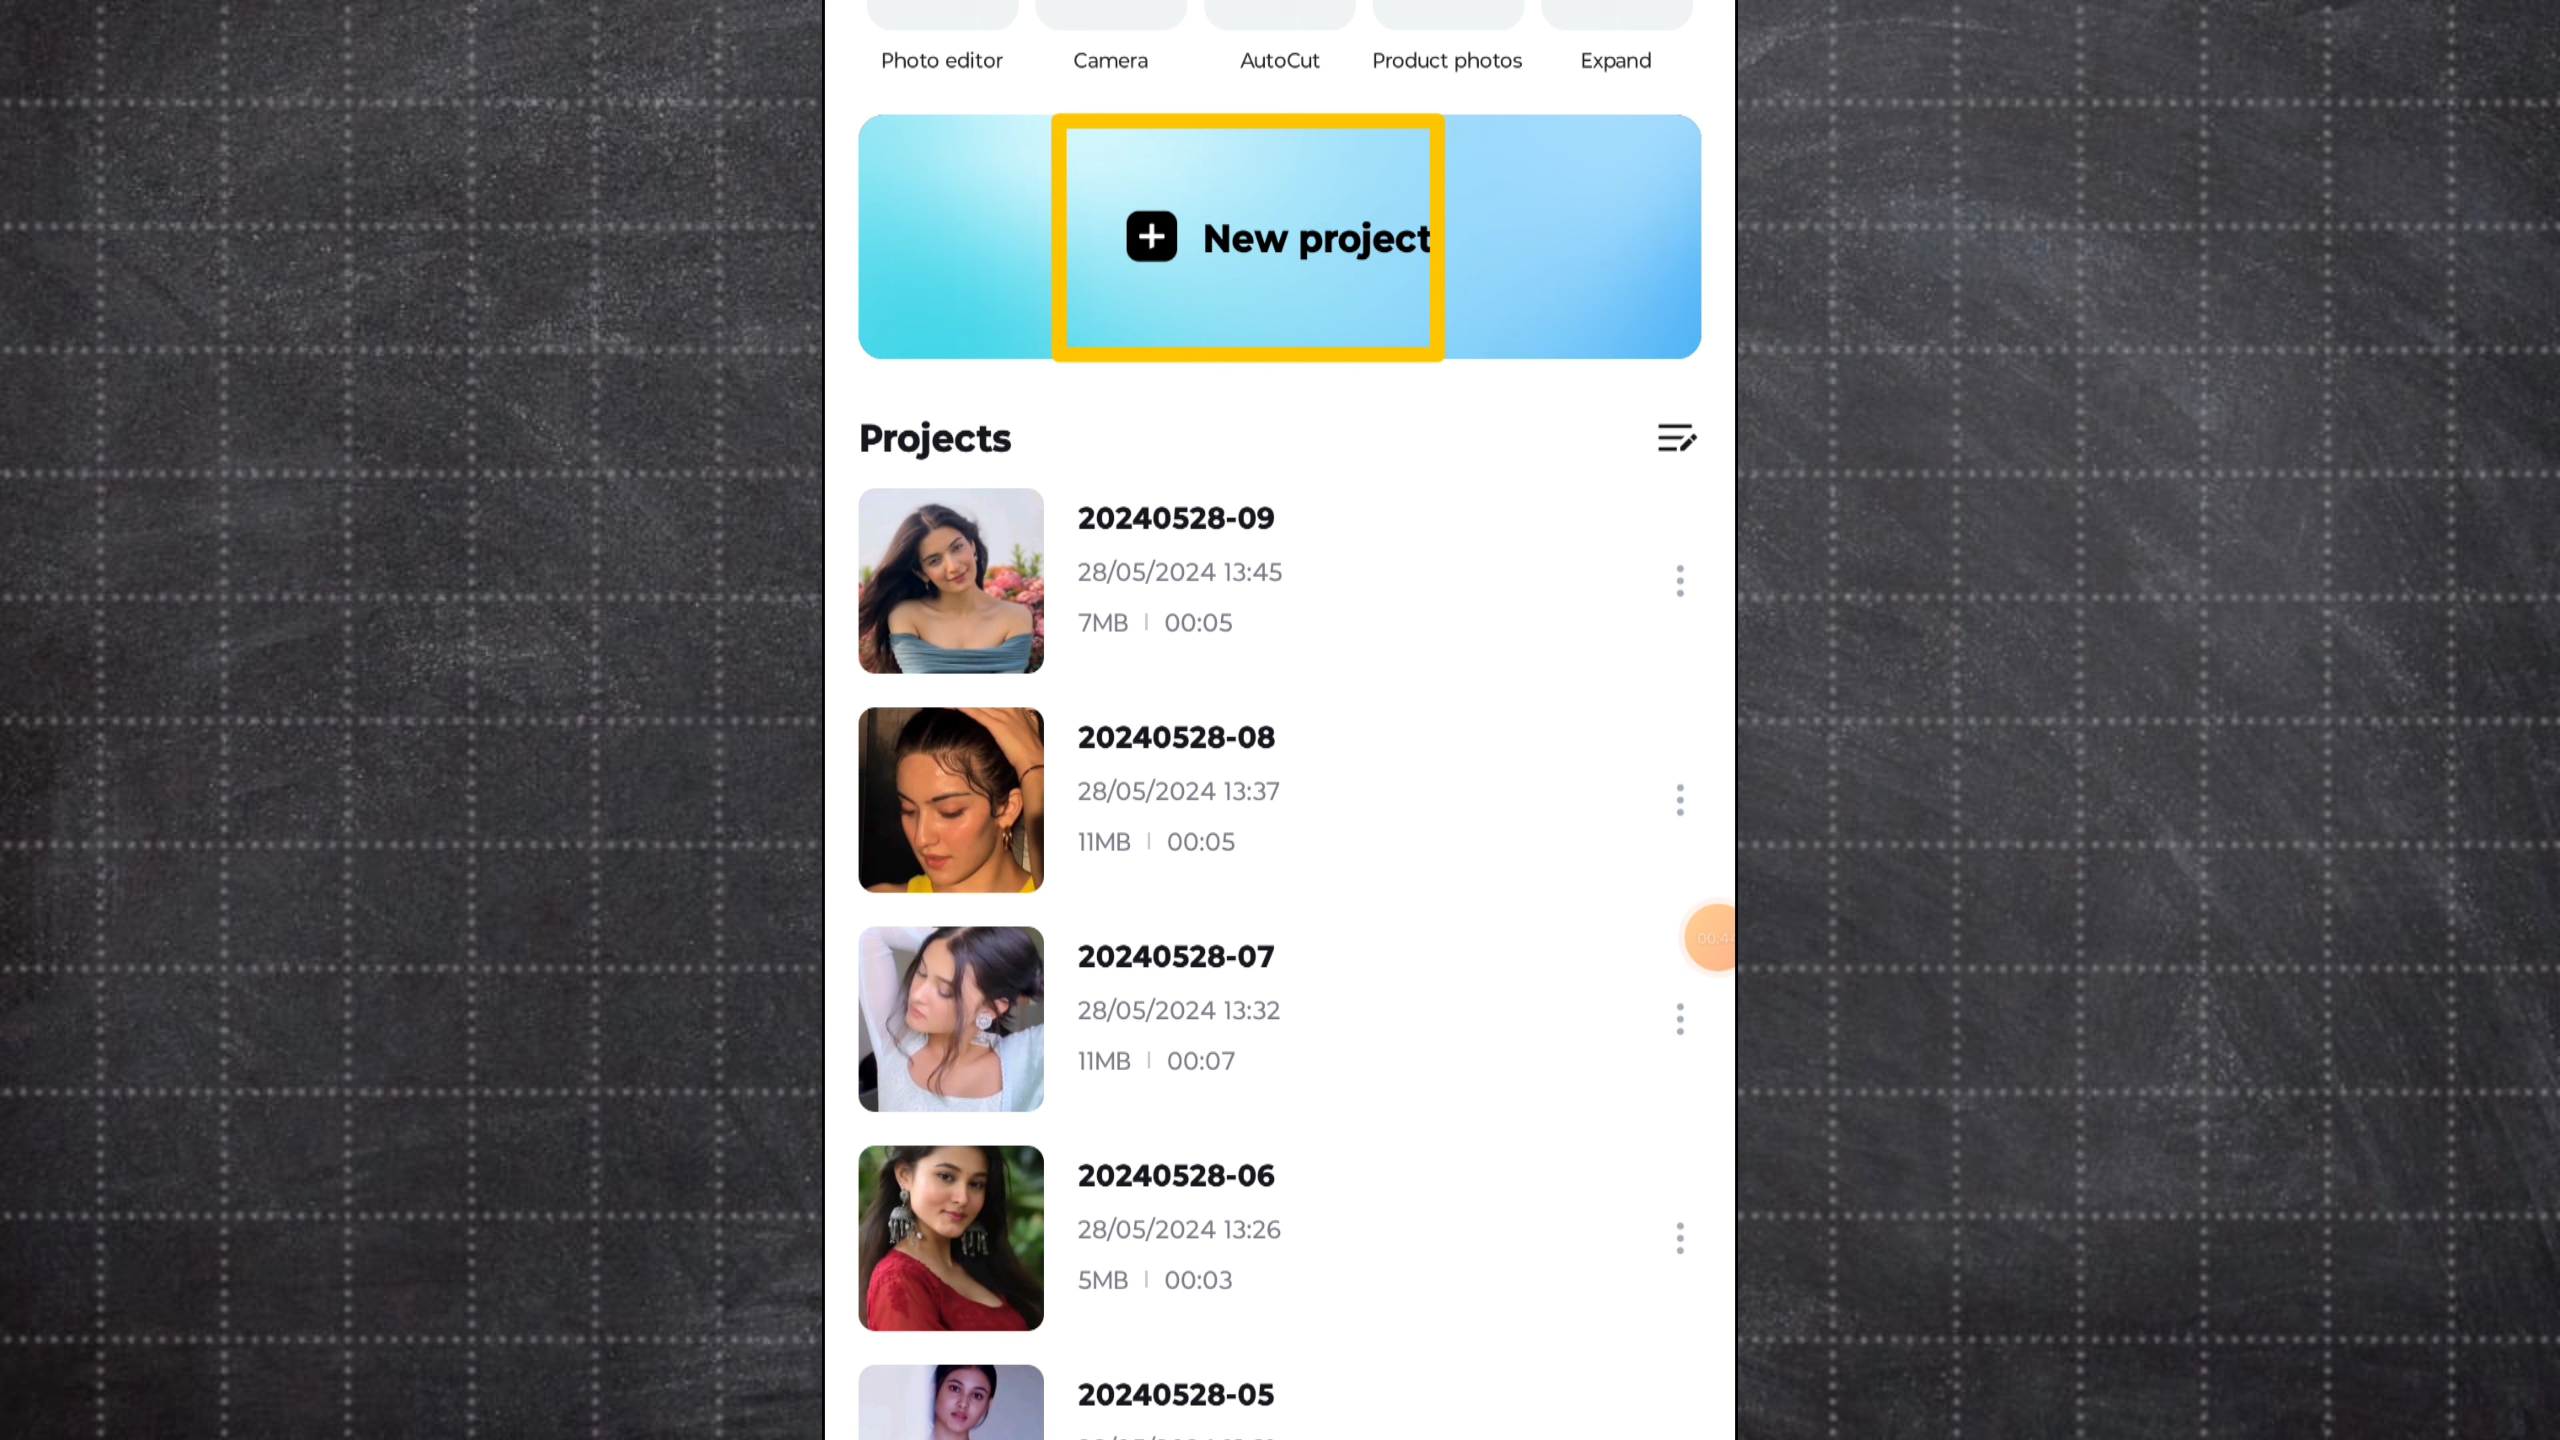 Photo editor
Camera
AutoCut
Product photos
Expand
New project
Projects
20240528-09
28/05/2024 13:45
7MB | 00:05
20240528-08
28/05/2024 13:37
11MB | 00:05
20240528-07
28/05/2024 13:32
11MB | 00:07
20240528-06
28/05/2024 13:26
5MB | 00:03
20240528-05